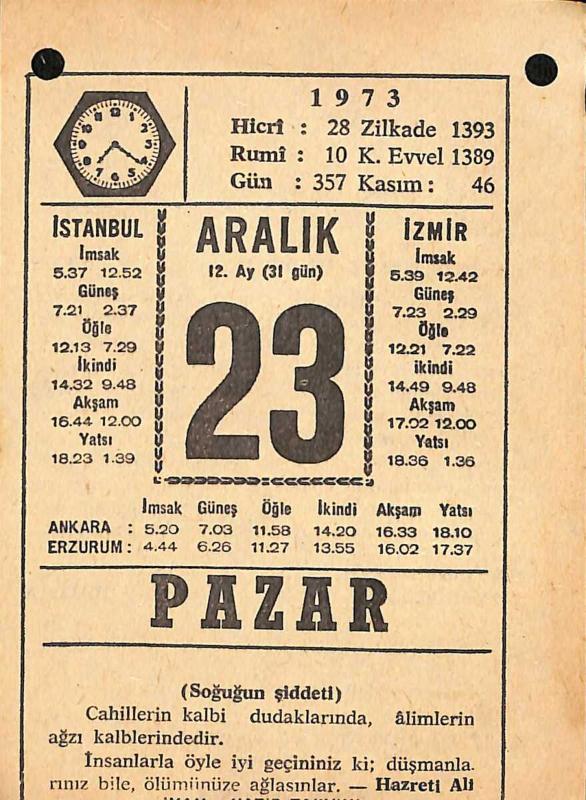 1973
Hicrî : 28 Zilkade 1393
Rumî : 10 K. Evvel 1389
Gün : 357 Kasım : 46
İSTANBUL
İmsak
5.37 12.52
Güneş
7.21 2.37
Öğle
12.13 7.29
İkindi
14.32 9.48
Akşam
16.44 12.00
Yatsı
18.23 1.39
ARALIK
12. Ay (31 gün)
23
İZMİR
İmsak
5.39 12.42
Güneş
7.23 2.29
Öğle
12.21 7.22
ikindi
14.49 9.48
Akşam
17.02 12.00
Yatsı
18.36 1.36
İmsak Güneş Öğle İkindi Akşam Yatsı
ANKARA : 5.20 7.03 11.58 14.20 16.33 18.10
ERZURUM : 4.44 6.26 11.27 13.55 16.02 17.37
PAZAR
(Soğuğun şiddeti)
Cahillerin kalbi dudaklarında, âlimlerin
ağzı kalblerindedir.
İnsanlarla öyle iyi geçininiz ki; düşmanla.
rınız bile, ölümünüze ağlasınlar. — Hazreti Ali